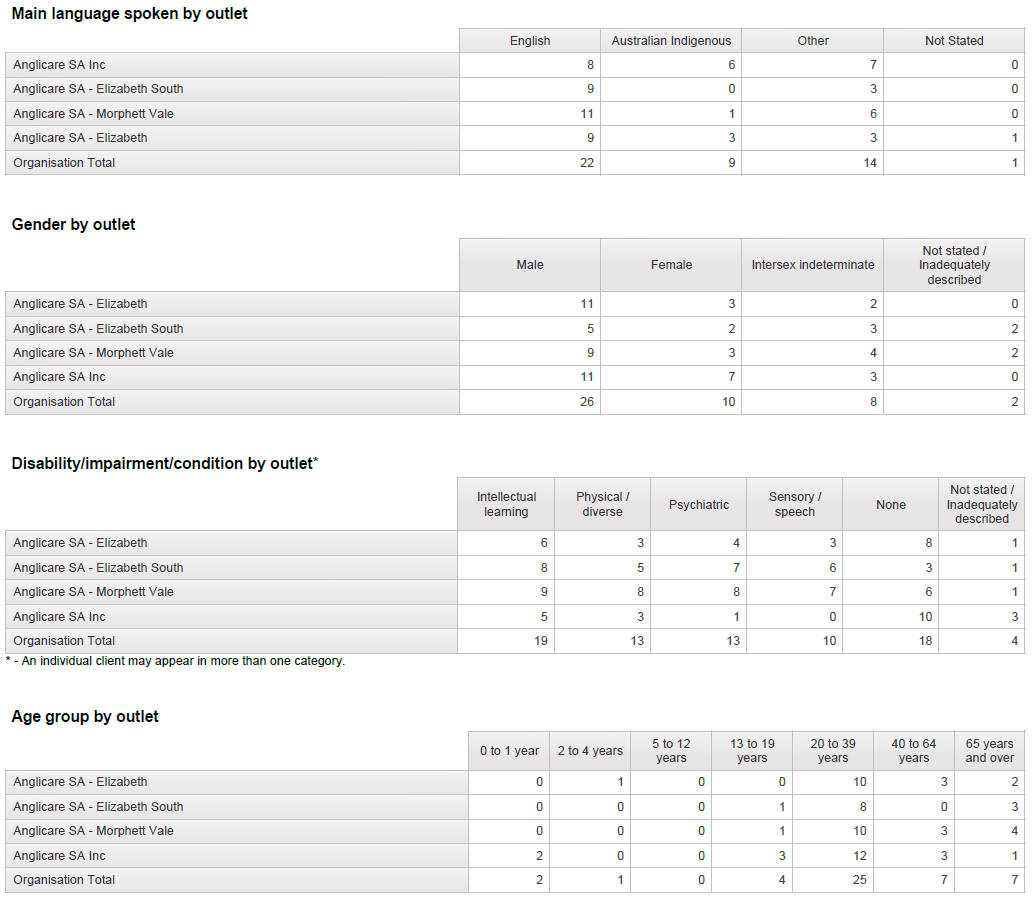 Main language spoken by outlet
English Australian Indigenous Other Not Stated
Anglicare SA Inc 8 6 7 0
Anglicare SA - Elizabeth South 9 0 3 0
Anglicare SA - Morphett Vale 11 1 6 0
Anglicare SA - Elizabeth 9 3 3 1
Organisation Total 22 9 14 1
Gender by outlet
Male Female Intersex indeterminate Not stated /
Inadequately
described
Anglicare SA - Elizabeth 11 3 2 0
Anglicare SA - Elizabeth South 5 2 3 2
Anglicare SA - Morphett Vale 9 3 4 2
Anglicare SA Inc 11 7 3 0
Organisation Total 26 10 8 2
Disability/impairment/condition by outlet*
Intellectual Physical / Psychiatric Sensory / None Not stated /
learning diverse speech Inadequately
described
Anglicare SA - Elizabeth 6 3 4 3 8 1
Anglicare SA - Elizabeth South 8 5 7 6 3 1
Anglicare SA - Morphett Vale 9 8 8 7 6 1
Anglicare SA Inc 5 3 1 0 10 3
Organisation Total 19 13 13 10 18 4
* - An individual client may appear in more than one category.
Age group by outlet
0 to 1 year 2 to 4 years 5 to 12 13 to 19 20 to 39 40 to 64 65 years
years years years years and over
Anglicare SA - Elizabeth 0 1 0 0 10 3 2
Anglicare SA - Elizabeth South 0 0 0 1 8 0 3
Anglicare SA - Morphett Vale 0 0 0 1 10 3 4
Anglicare SA Inc 2 0 0 3 12 3 1
Organisation Total 2 1 0 4 25 7 7